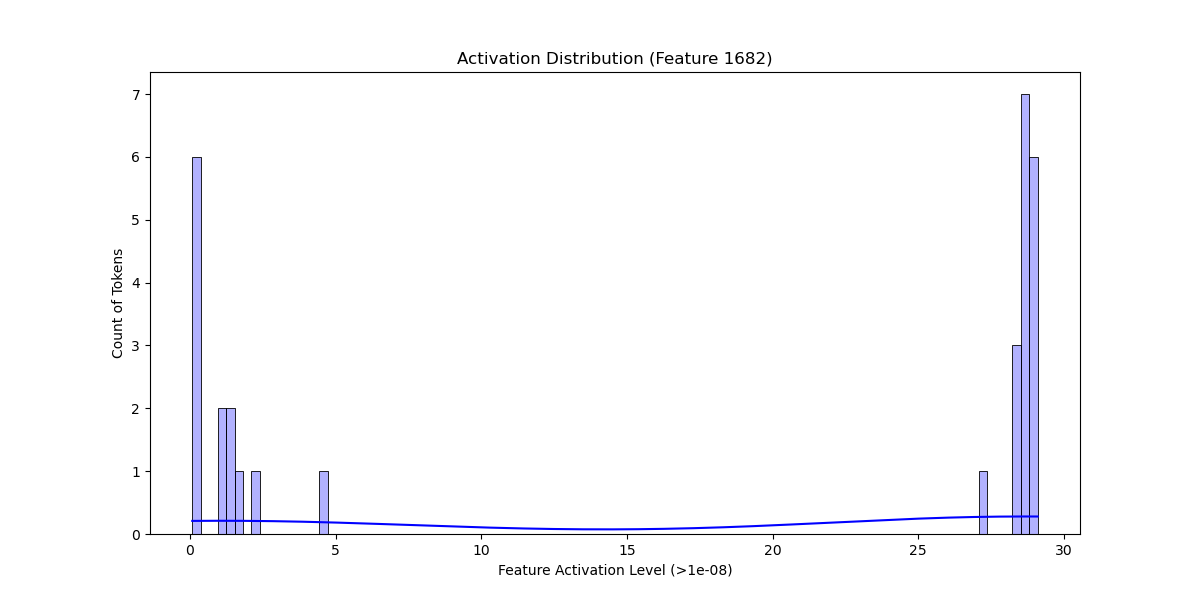 Activation Distribution (Feature 1682)
Count of Tokens
7
6
5
4
3
2
1
0
0 5 10 15 20 25 30
Feature Activation Level (>1e-08)